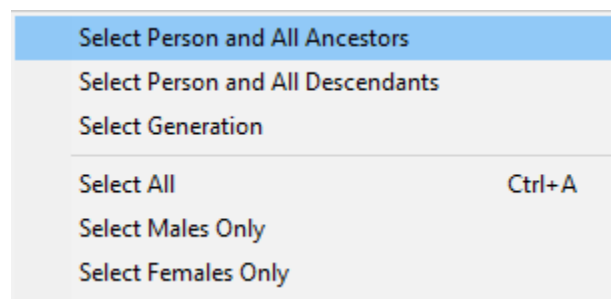 Select Person and All Ancestors
Select Person and All Descendants
Select Generation
Select All Ctrl+A
Select Males Only
Select Females Only